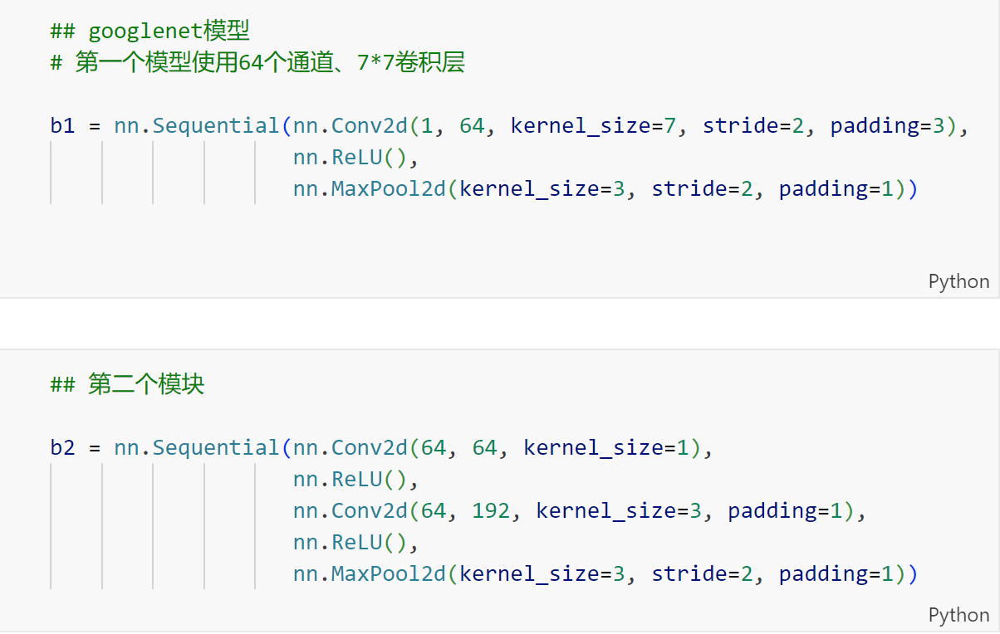 ## googlenet模型
# 第一个模型使用64个通道、7*7卷积层
b1 = nn.Sequential(nn.Conv2d(1, 64, kernel_size=7, stride=2, padding=3),
nn.ReLU(),
nn.MaxPool2d(kernel_size=3, stride=2, padding=1))
Python
## 第二个模块
b2 = nn.Sequential(nn.Conv2d(64, 64, kernel_size=1),
nn.ReLU(),
nn.Conv2d(64, 192, kernel_size=3, padding=1),
nn.ReLU(),
nn.MaxPool2d(kernel_size=3, stride=2, padding=1))
Python